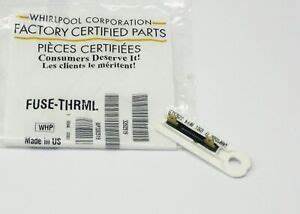 WHIRLPOOL CORPORATION
FACTORY CERTIFIED PARTS
PIÈCES CERTIFIÉES
Consumers Deserve It!
Les clients le méritent!
FUSE-THRML
WHP
Made in US